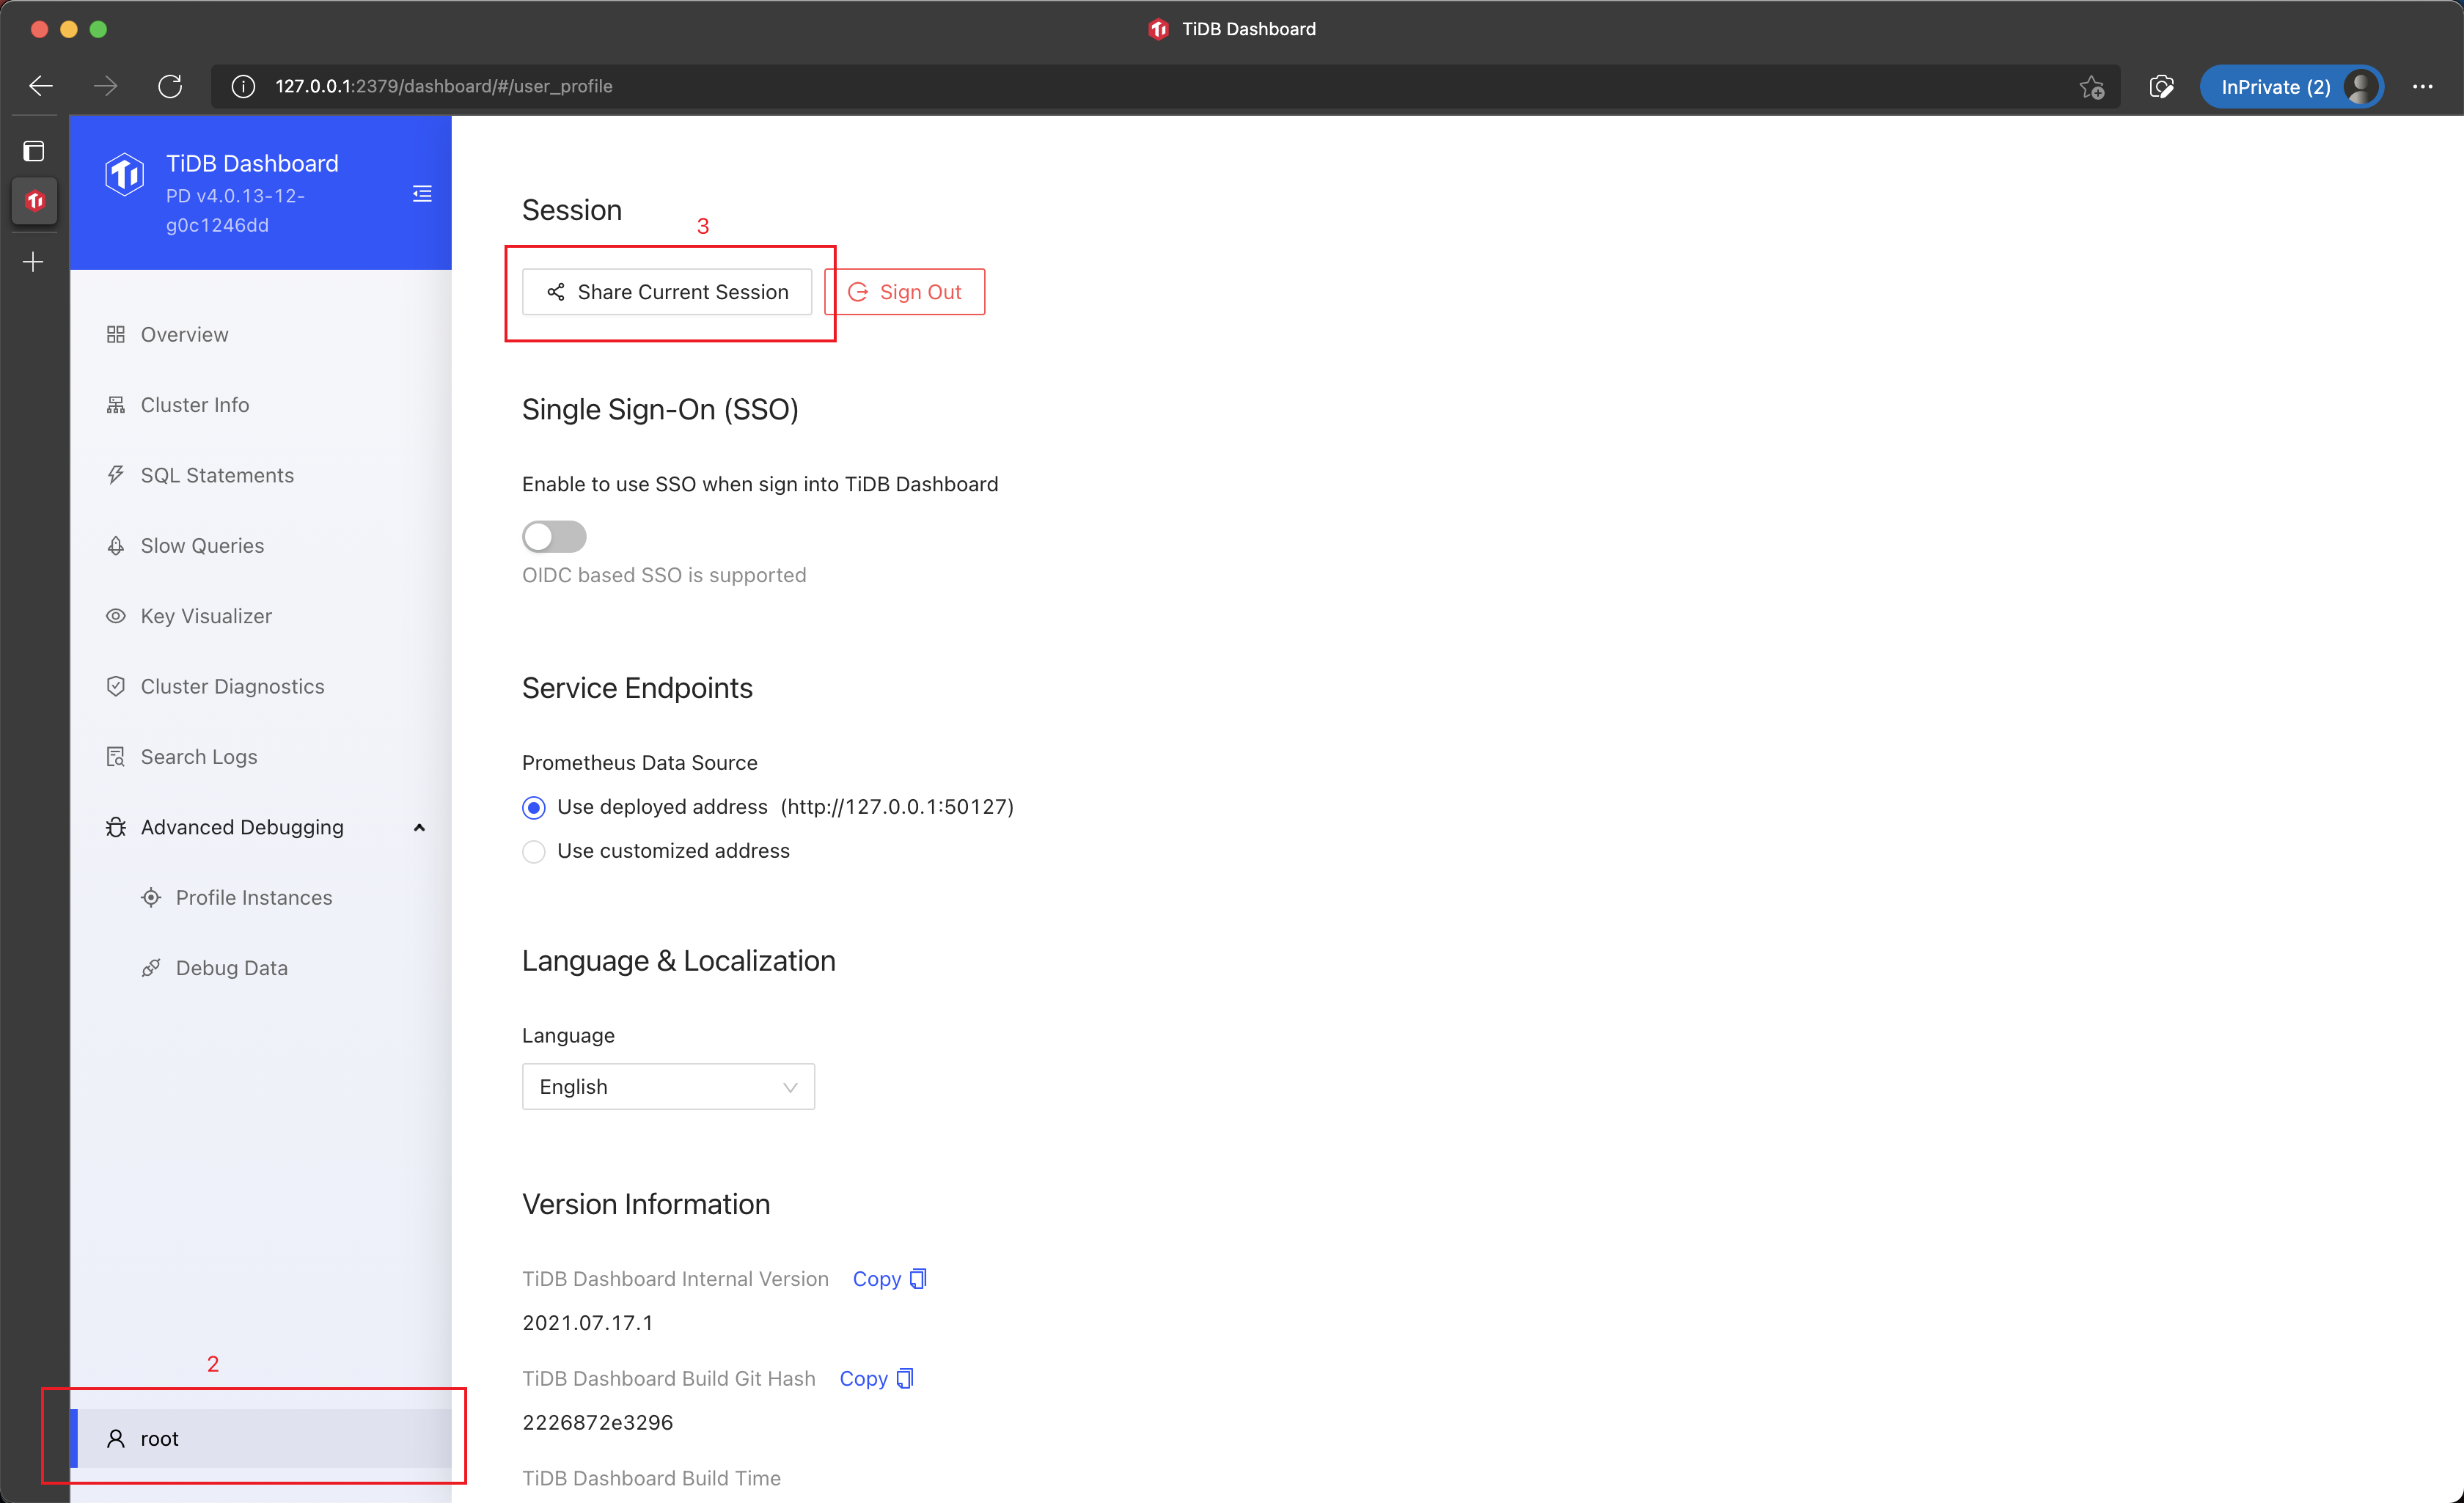 TiDB Dashboard
127.0.0.1:2379/dashboard/#/user_profile
InPrivate (2)
TiDB Dashboard
PD v4.0.13-12-
g0c1246dd
Overview
Cluster Info
SQL Statements
Slow Queries
Key Visualizer
Cluster Diagnostics
Search Logs
Advanced Debugging
Profile Instances
Debug Data
2
root
Session
3
Share Current Session
Sign Out
Single Sign-On (SSO)
Enable to use SSO when sign into TiDB Dashboard
OIDC based SSO is supported
Service Endpoints
Prometheus Data Source
Use deployed address (http://127.0.0.1:50127)
Use customized address
Language & Localization
Language
English
Version Information
TiDB Dashboard Internal Version Copy
2021.07.17.1
TiDB Dashboard Build Git Hash Copy
2226872e3296
TiDB Dashboard Build Time